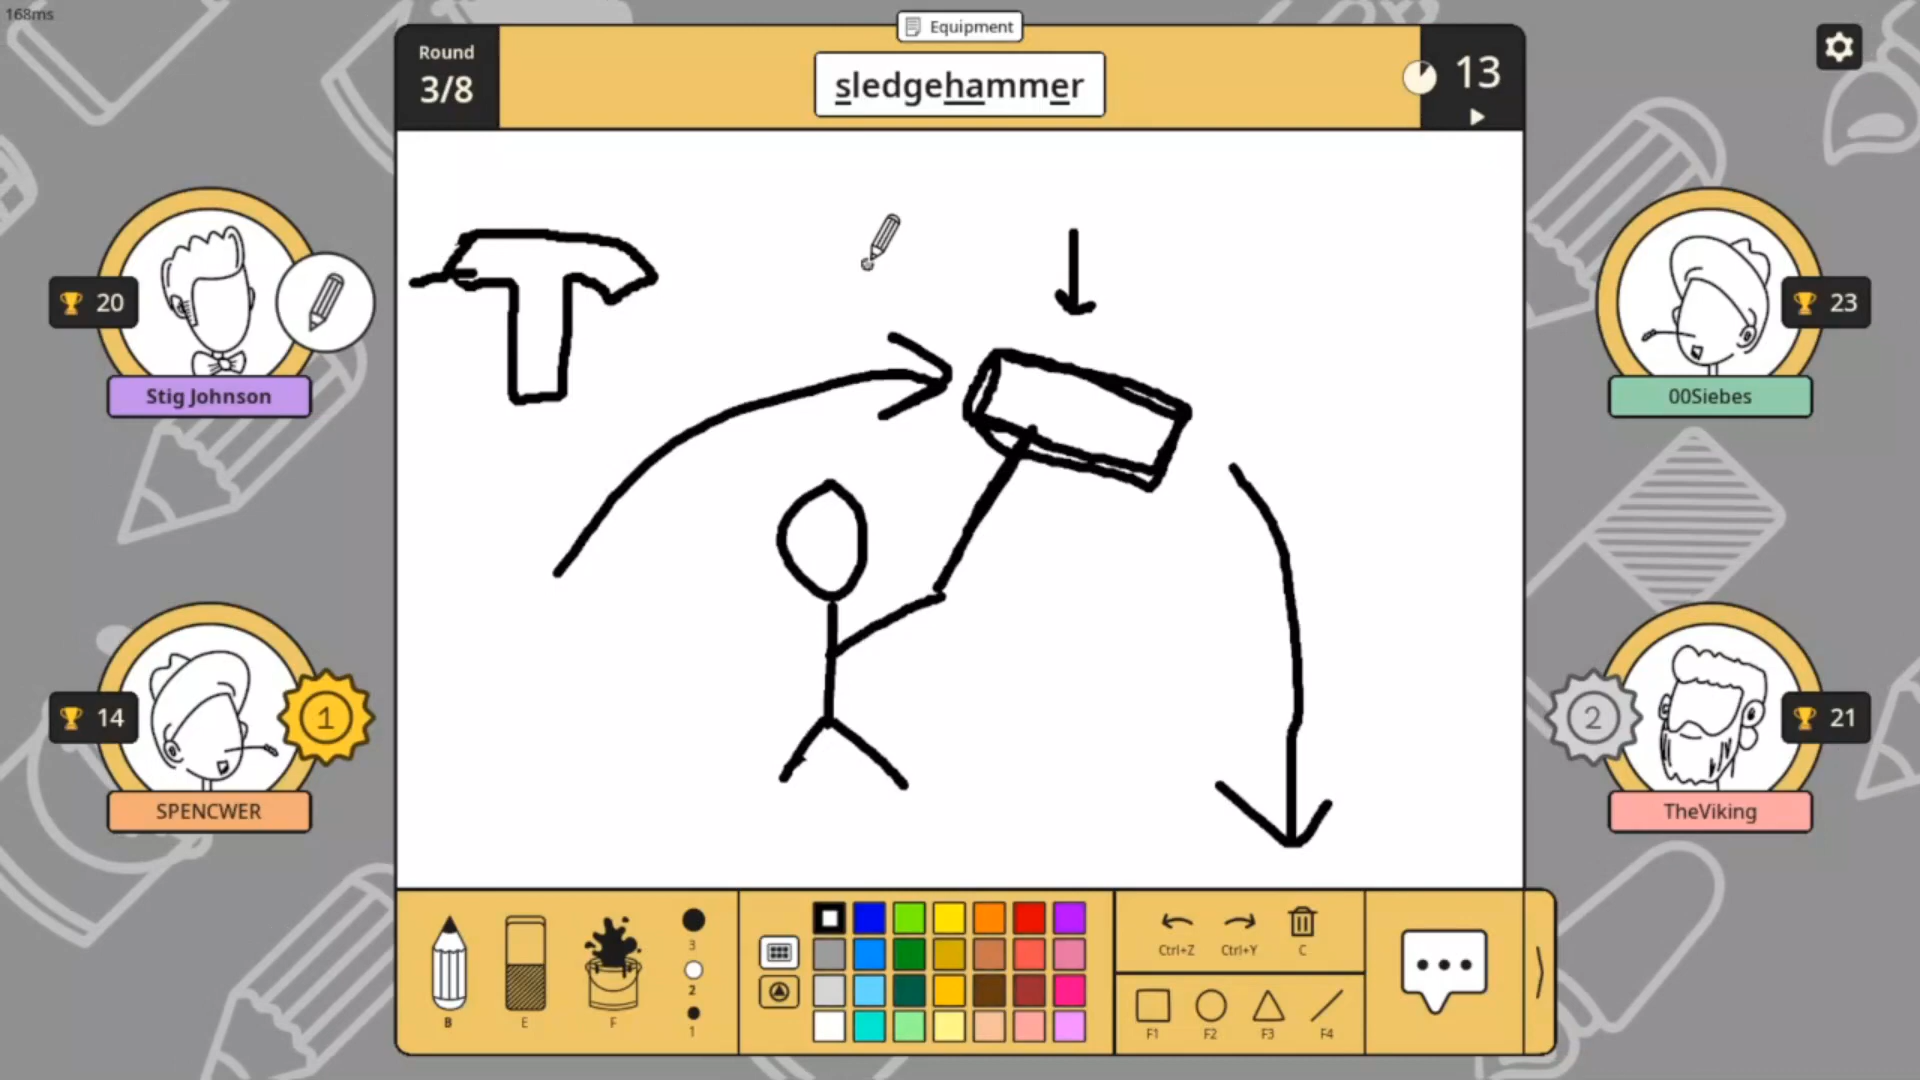 168ms
Equipment
Round
3/8
sledgehammer
13
20
Stig Johnson
23
00Siebes
14
1
SPENCWER
2
21
TheViking
B
E
F
3
2
1
Ctrl+Z
Ctrl+Y
C
F1
F2
F3
F4